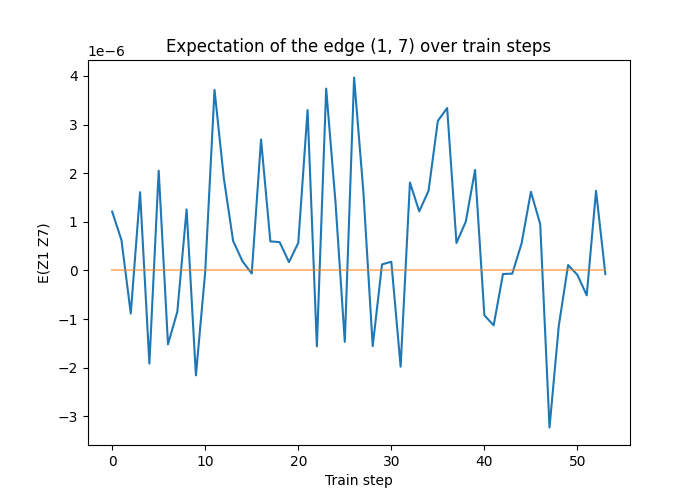 Expectation of the edge (1, 7) over train steps
1e−6
4
3
2
1
0
−1
−2
−3
E(Z1 Z7)
0 10 20 30 40 50
Train step